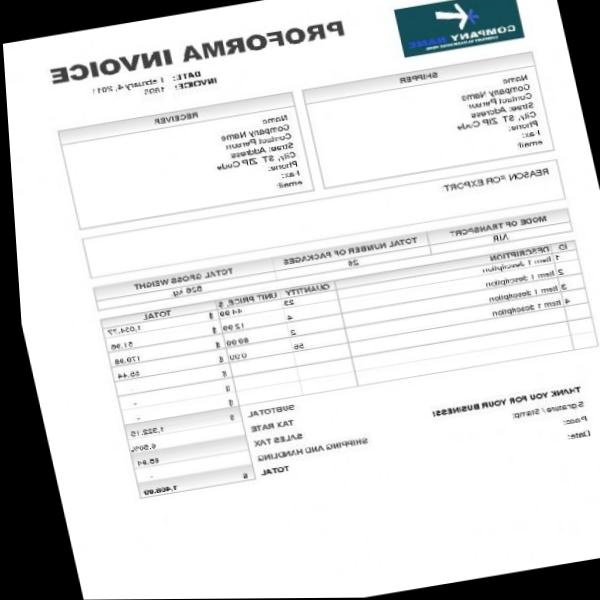 COMPANY NAME
PROFORMA INVOICE
DATE: February 4, 2011
INVOICE:
SHIPPER RECEIVER
Name Name
Company Name Company Name
Contact Person Contact Person
Street Address Street Address
City, ST ZIP Code City, ST ZIP Code
Phone: Phone:
Fax: Fax:
email: email:
REASON FOR EXPORT:
MODE OF TRANSPORT TOTAL NUMBER OF PACKAGES TOTAL GROSS WEIGHT
AIR 26 kg
ID DESCRIPTION QUANTITY UNIT PRICE, $ TOTAL
1 Item 1 description 23 44.99 $ 1,034.77
2 Item 1 description 4 12.99 $ 51.96
3 Item 1 description 2 89.99 $ 179.98
4 Item 1 description 56 0.99 $ 55.44
$ -
$ -
SUBTOTAL $ 1,322.15
TAX RATE 6.50%
SALES TAX 85.94
SHIPPING AND HANDLING -
TOTAL $ 1,408.09
THANK YOU FOR YOUR BUSINESS!
Signature / Stamp:
Place:
Date: